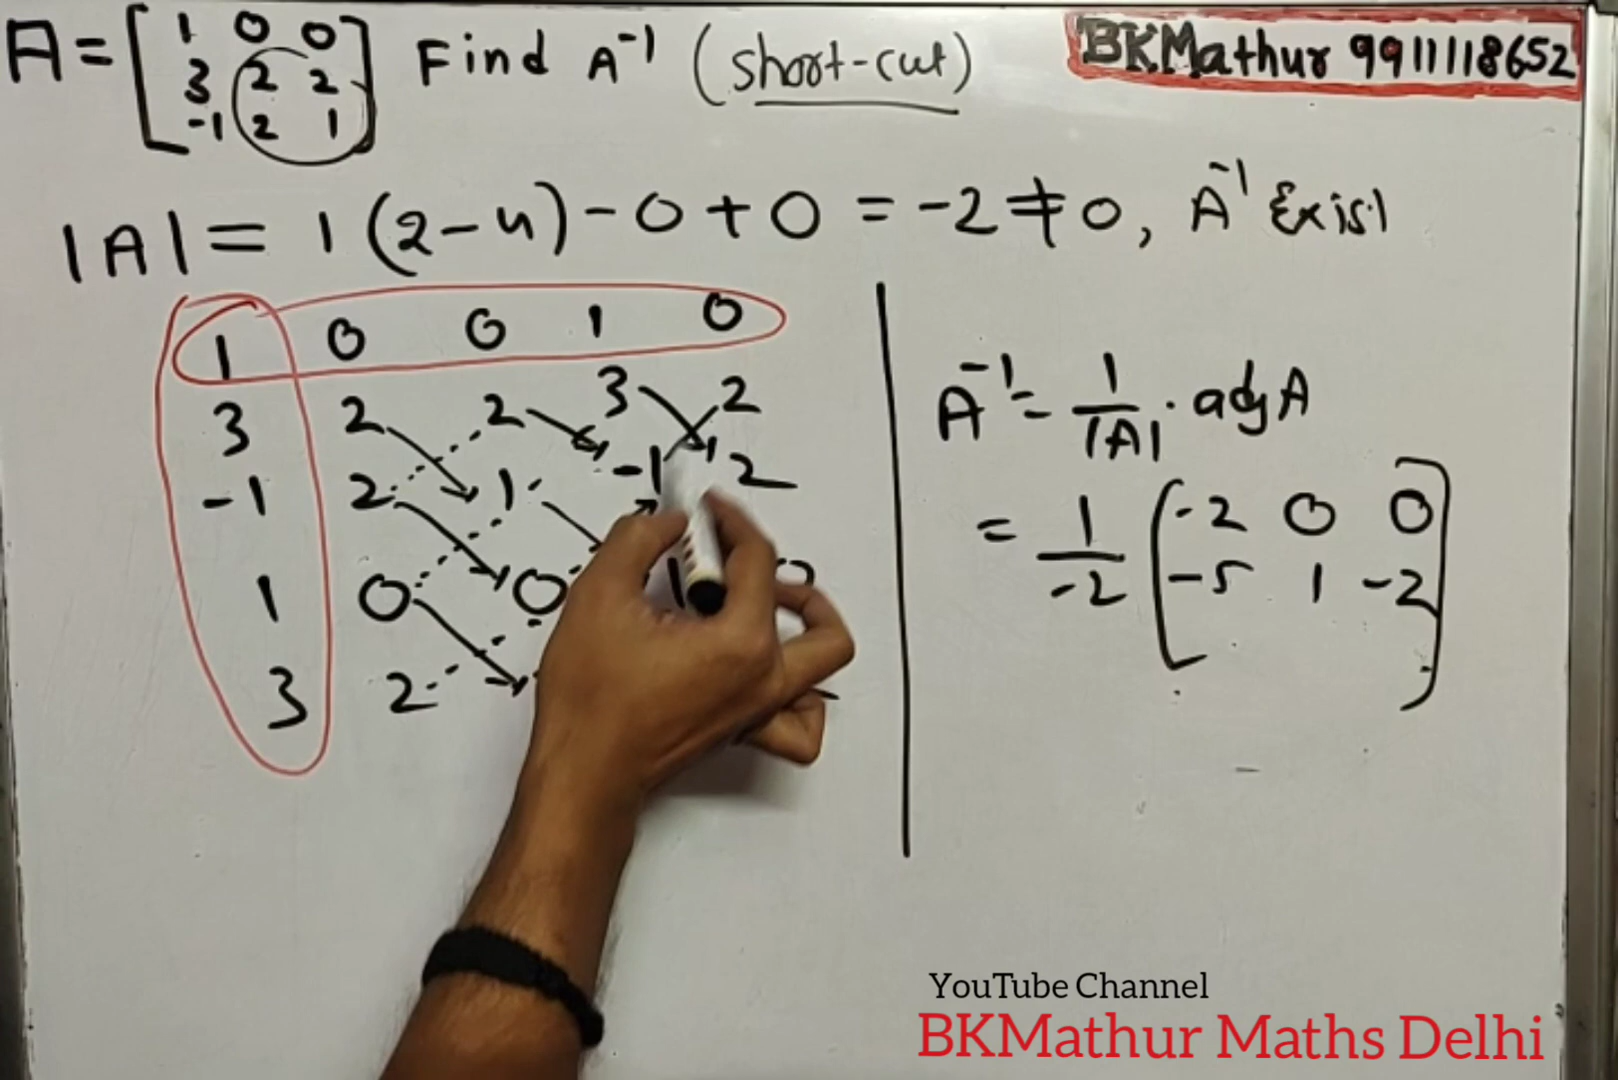 A = [ 1 0 0 Find A⁻¹ (short-cut)
3 2 2
-1 2 1 ]
BKMathur 9911118652
|A| = 1 (2-4) - 0 + 0 = -2 ≠ 0, A⁻¹ Exist
1 0 0 1 0
3 2 2 3 2
-1 2 1 -1 2
1 0 0 1
3 2
A⁻¹ = 1/|A| . adj A
= 1/-2 [ -2 0 0
-5 1 -2 ]
YouTube Channel
BKMathur Maths Delhi